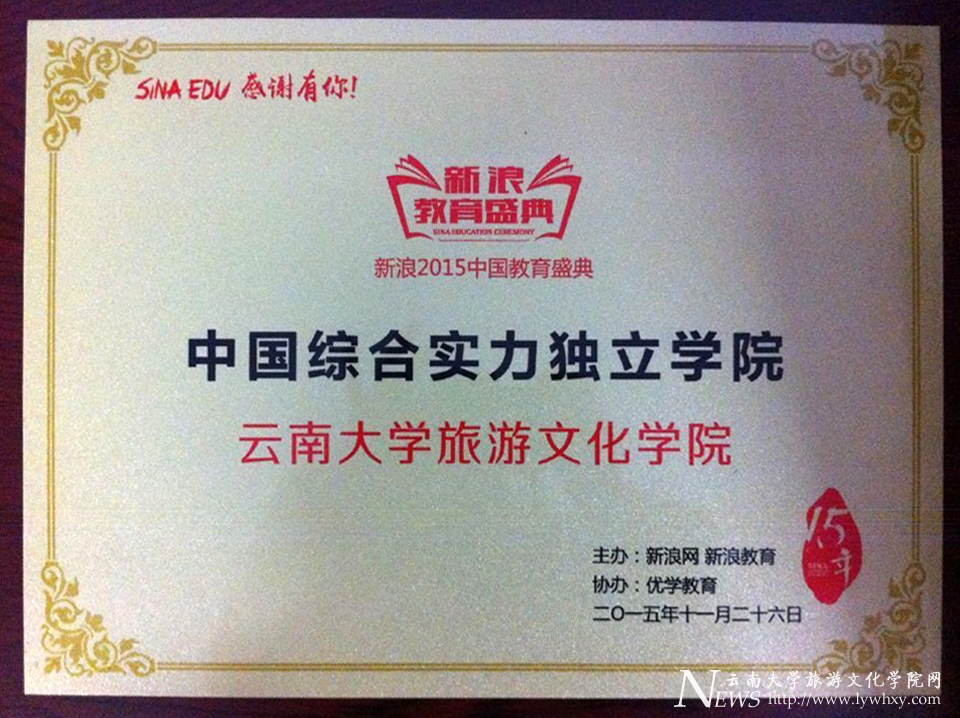 SINA EDU 感谢有你!
新浪
教育盛典
SINA EDUCATION CEREMONY
新浪2015中国教育盛典
中国综合实力独立学院
云南大学旅游文化学院
15年
SINA
主办：新浪网 新浪教育
协办：优学教育
二〇一五年十一月二十六日
NEWS 云南大学旅游文化学院网
http://www.lywhxy.com